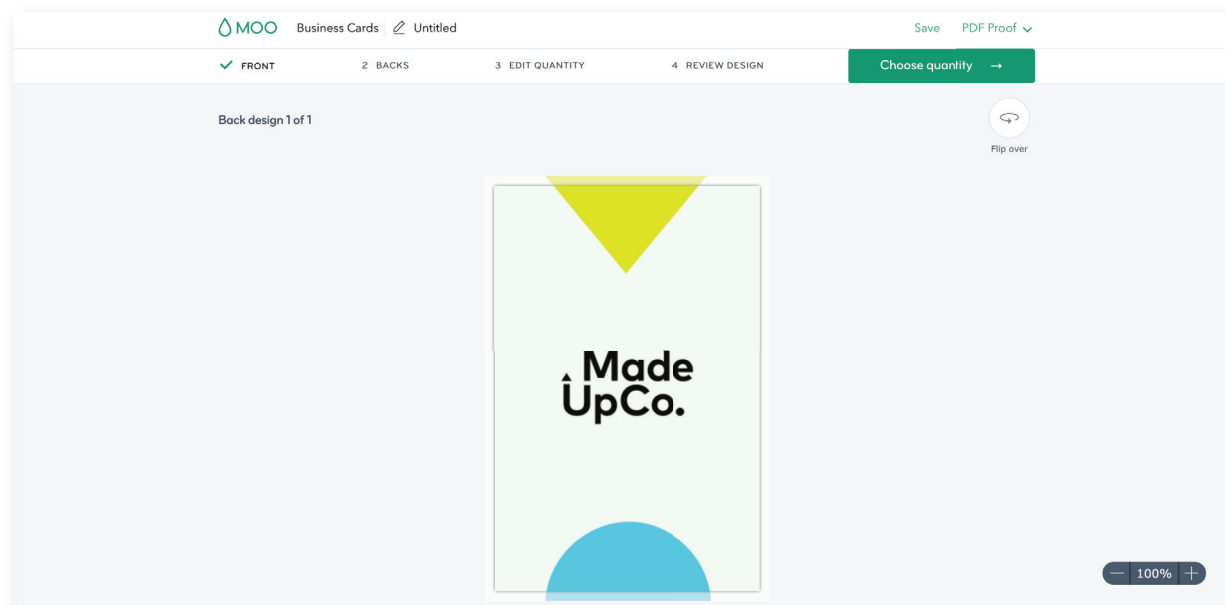 MOO Business Cards Untitled Save PDF Proof
FRONT 2 BACKS 3 EDIT QUANTITY 4 REVIEW DESIGN Choose quantity →
Back design 1 of 1
Flip over
Made
UpCo.
100%